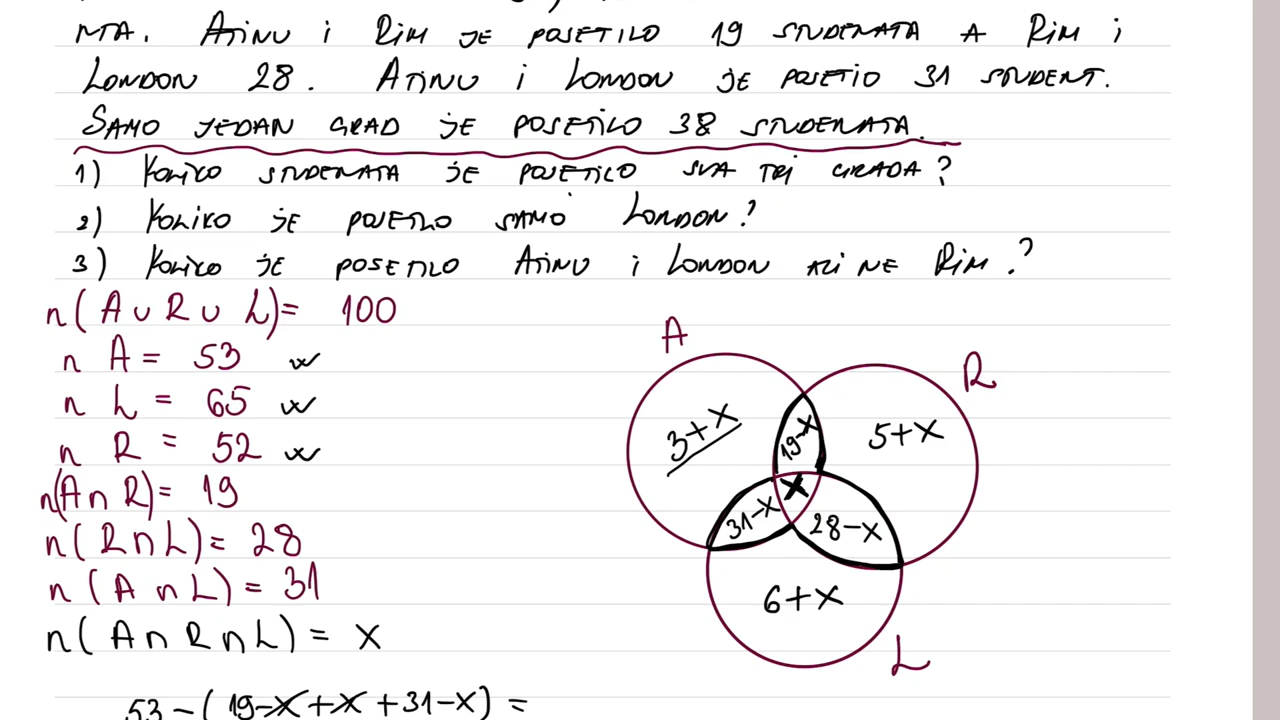 NTA. ATINU i RIM JE POSETILO 19 STUDENATA A RIM i
LONDON 28. ATINU i LONDON JE POSETIO 31 STUDENT.
SAMO JEDAN GRAD JE POSETILO 38 STUDENATA.
1) KOLIKO STUDENATA JE POSETILO SVA TRI GRADA?
2) KOLIKO JE POSETILO SAMO LONDON?
3) KOLIKO JE POSETILO ATINU i LONDON ALI NE RIM?
n(A∪R∪L)= 100
n A = 53
n L = 65
n R = 52
n(A∩R)= 19
n(R∩L)= 28
n(A∩L)= 31
n(A∩R∩L)= X
53-(19-X+X+31-X)=
A
R
3+X
19-X
5+X
X
31-X
28-X
6+X
L